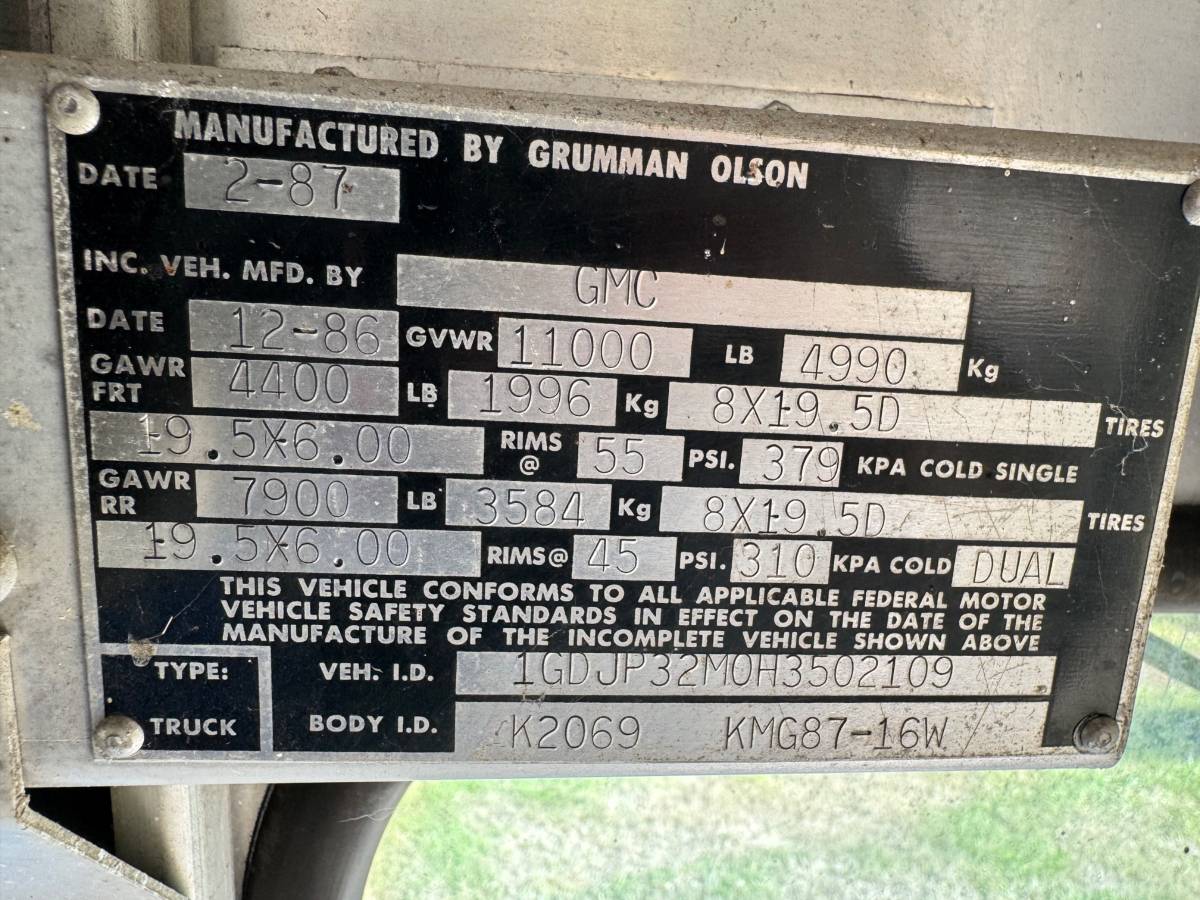 MANUFACTURED BY GRUMMAN OLSON
DATE 2-87
INC. VEH. MFD. BY GMC
DATE 12-86 GVWR 11000 LB 4990 Kg
GAWR FRT 4400 LB 1996 Kg 8X19.5D TIRES
19.5X6.00 RIMS @ 55 PSI. 379 KPA COLD SINGLE
GAWR RR 7900 LB 3584 Kg 8X19.5D TIRES
19.5X6.00 RIMS@ 45 PSI. 310 KPA COLD DUAL
THIS VEHICLE CONFORMS TO ALL APPLICABLE FEDERAL MOTOR
VEHICLE SAFETY STANDARDS IN EFFECT ON THE DATE OF THE
MANUFACTURE OF THE INCOMPLETE VEHICLE SHOWN ABOVE
TYPE: VEH. I.D. 1GDJP32M0H3502109
TRUCK BODY I.D. K2069 KMG87-16W